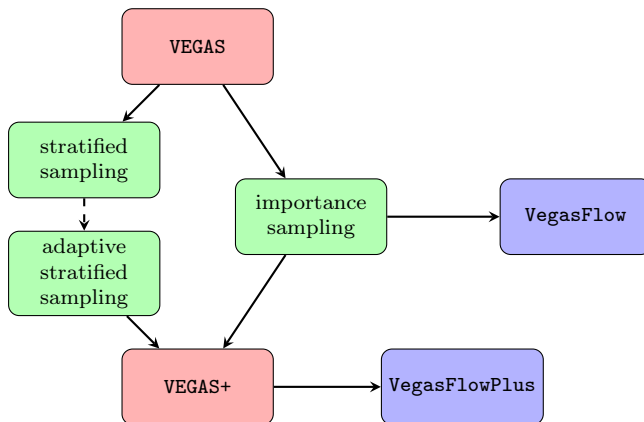 VEGAS
stratified
sampling
importance
sampling
VegasFlow
adaptive
stratified
sampling
VEGAS+
VegasFlowPlus